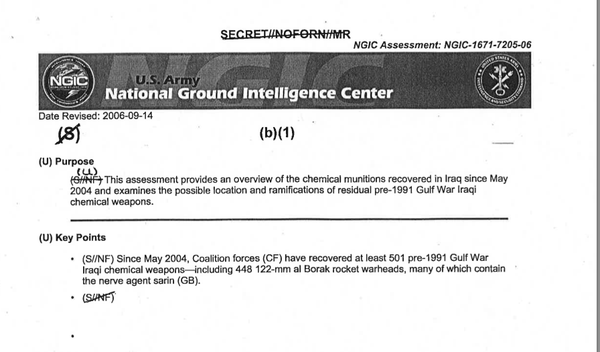 SECRET//NOFORN//MR
NGIC Assessment: NGIC-1671-7205-06
NGIC
U.S. Army
National Ground Intelligence Center
Date Revised: 2006-09-14
(S) (b)(1)
(U) Purpose
(U)
(S//NF) This assessment provides an overview of the chemical munitions recovered in Iraq since May
2004 and examines the possible location and ramifications of residual pre-1991 Gulf War Iraqi
chemical weapons.
(U) Key Points
• (S//NF) Since May 2004, Coalition forces (CF) have recovered at least 501 pre-1991 Gulf War
Iraqi chemical weapons—including 448 122-mm al Borak rocket warheads, many of which contain
the nerve agent sarin (GB).
• (S//NF)
•